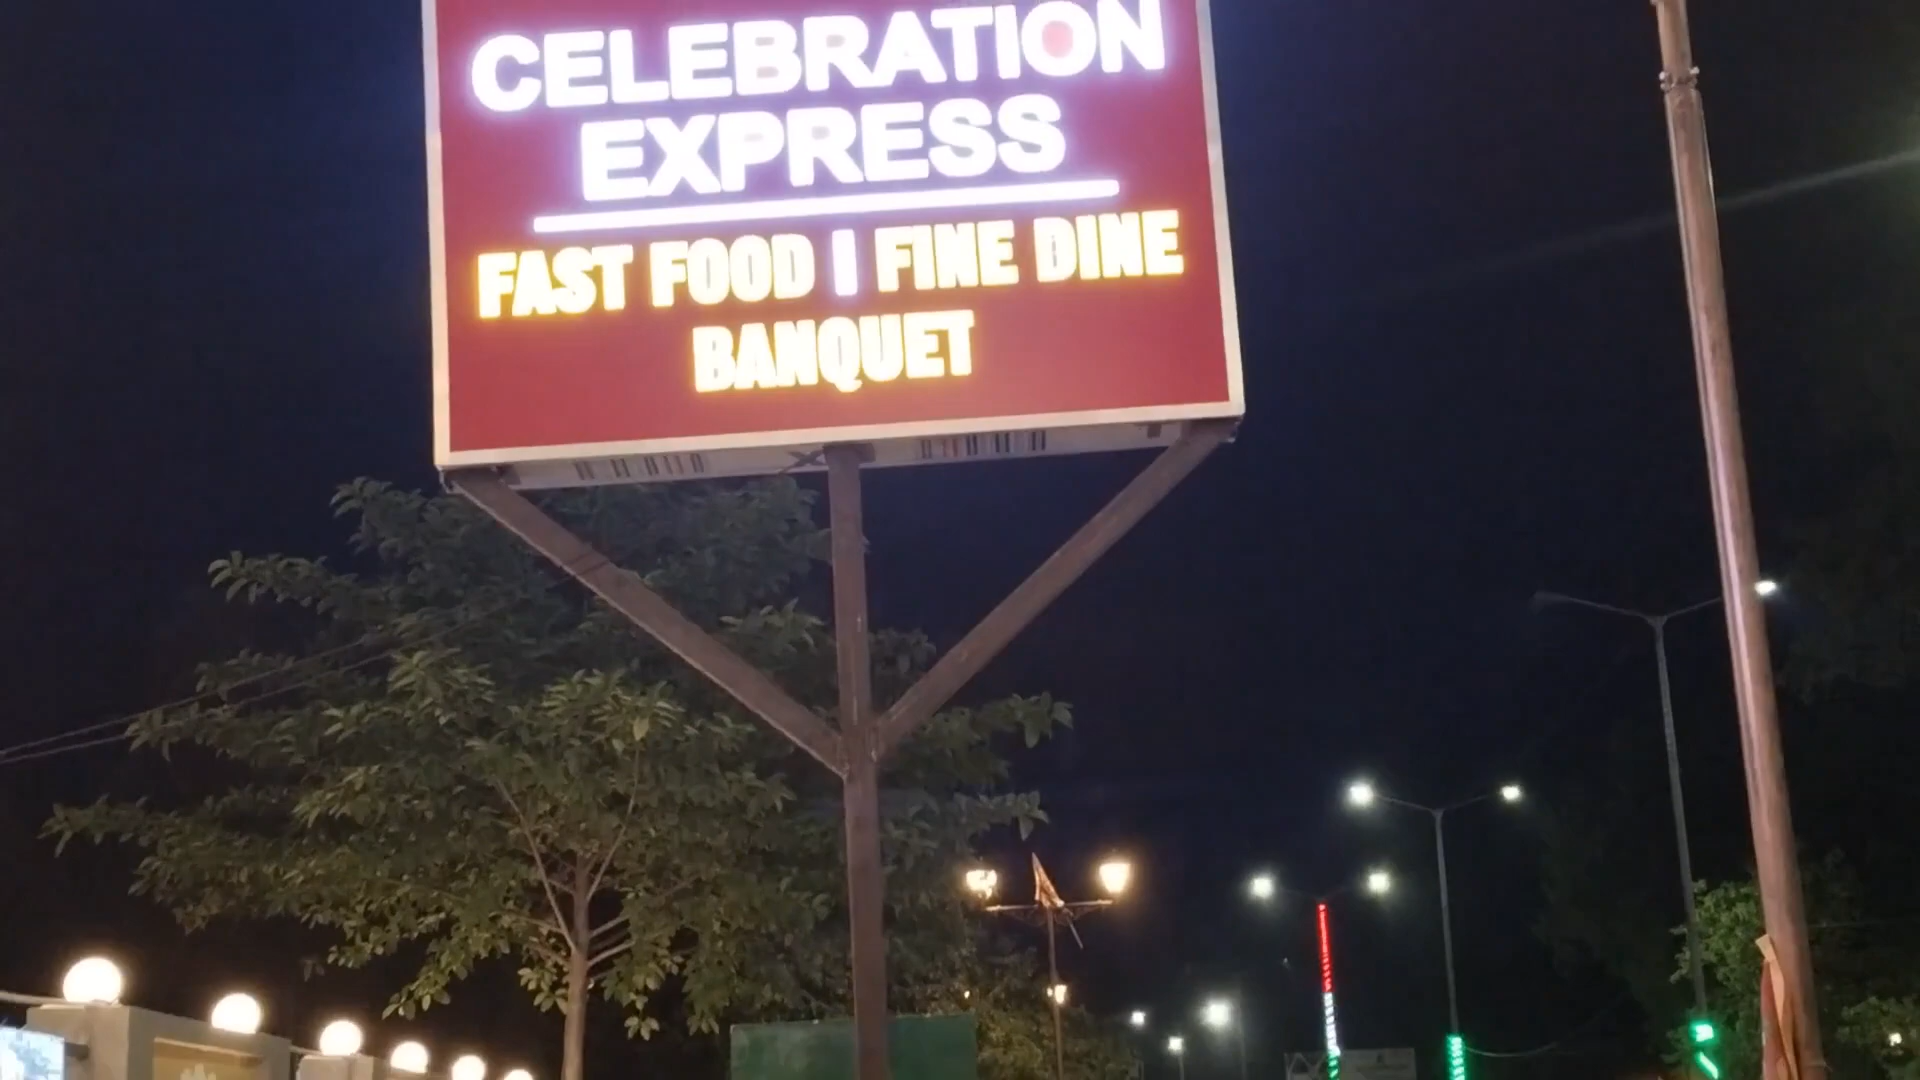 CELEBRATION
EXPRESS
FAST FOOD | FINE DINE
BANQUET